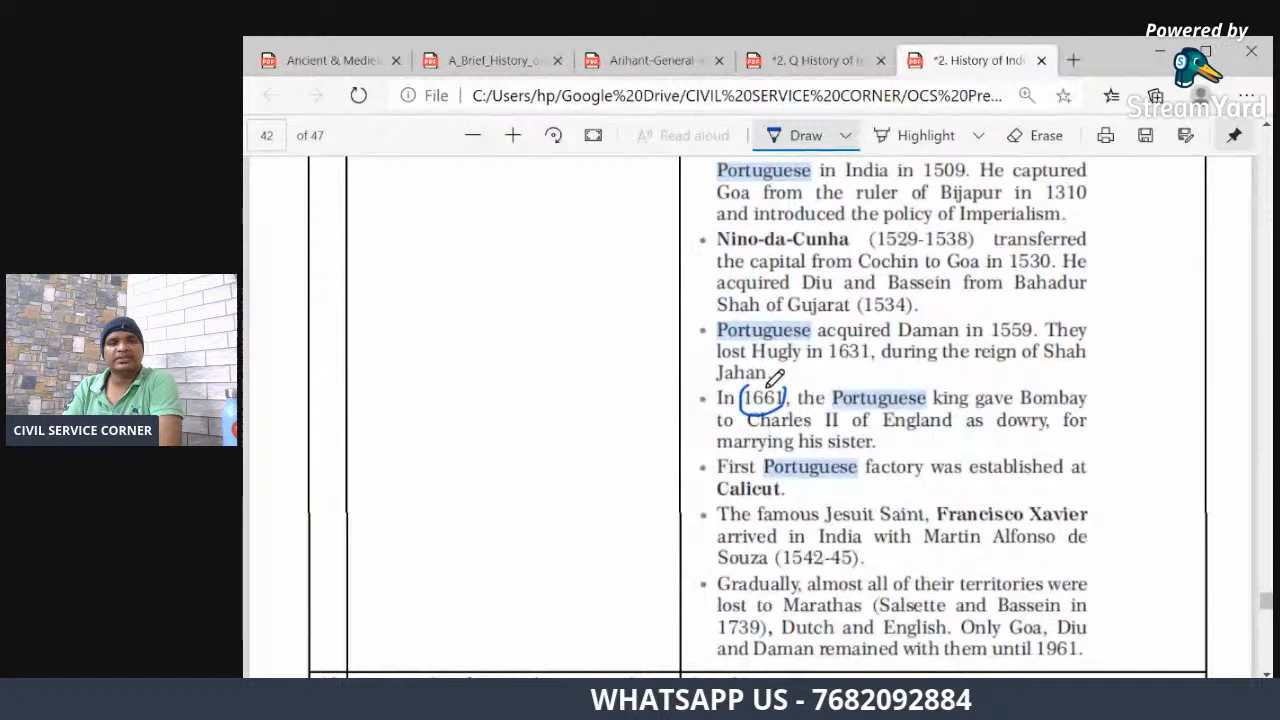 Powered by
StreamYard
Ancient & Medie
A_Brief_History_o
Arihant-General
*2. Q History of I
*2. History of Indi
File C:/Users/hp/Google%20Drive/CIVIL%20SERVICE%20CORNER/OCS%20Pre...
42 of 47
Read aloud
Draw
Highlight
Erase
Portuguese in India in 1509. He captured
Goa from the ruler of Bijapur in 1310
and introduced the policy of Imperialism.
• Nino-da-Cunha (1529-1538) transferred
the capital from Cochin to Goa in 1530. He
acquired Diu and Bassein from Bahadur
Shah of Gujarat (1534).
• Portuguese acquired Daman in 1559. They
lost Hugly in 1631, during the reign of Shah
Jahan.
• In 1661, the Portuguese king gave Bombay
to Charles II of England as dowry, for
marrying his sister.
• First Portuguese factory was established at
Calicut.
• The famous Jesuit Saint, Francisco Xavier
arrived in India with Martin Alfonso de
Souza (1542-45).
• Gradually, almost all of their territories were
lost to Marathas (Salsette and Bassein in
1739), Dutch and English. Only Goa, Diu
and Daman remained with them until 1961.
CIVIL SERVICE CORNER
WHATSAPP US - 7682092884